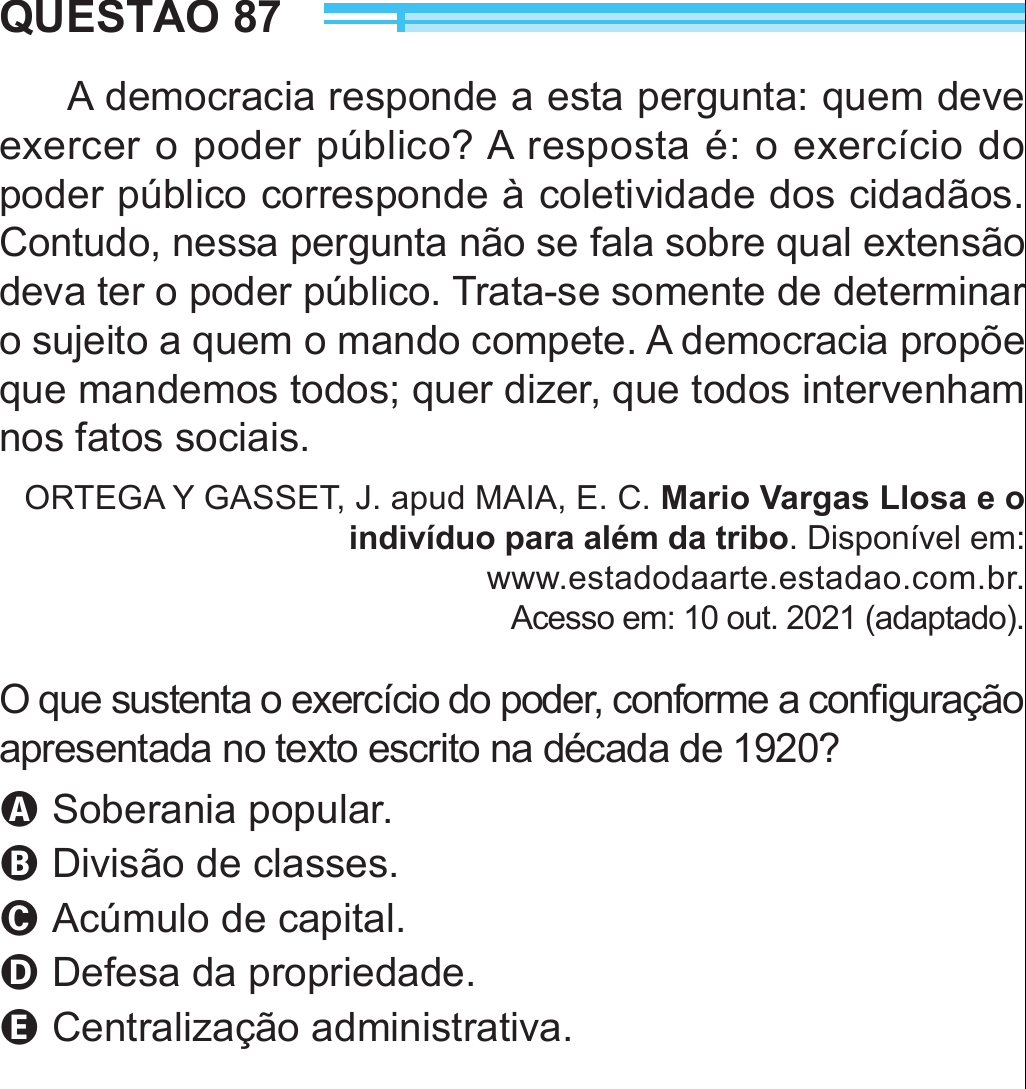 QUESTÃO 87
A democracia responde a esta pergunta: quem deve
exercer o poder público? A resposta é: o exercício do
poder público corresponde à coletividade dos cidadãos.
Contudo, nessa pergunta não se fala sobre qual extensão
deva ter o poder público. Trata-se somente de determinar
o sujeito a quem o mando compete. A democracia propõe
que mandemos todos; quer dizer, que todos intervenham
nos fatos sociais.
ORTEGA Y GASSET, J. apud MAIA, E. C. Mario Vargas Llosa e o
indivíduo para além da tribo. Disponível em:
www.estadodaarte.estadao.com.br.
Acesso em: 10 out. 2021 (adaptado).
O que sustenta o exercício do poder, conforme a configuração
apresentada no texto escrito na década de 1920?
A Soberania popular.
B Divisão de classes.
C Acúmulo de capital.
D Defesa da propriedade.
E Centralização administrativa.